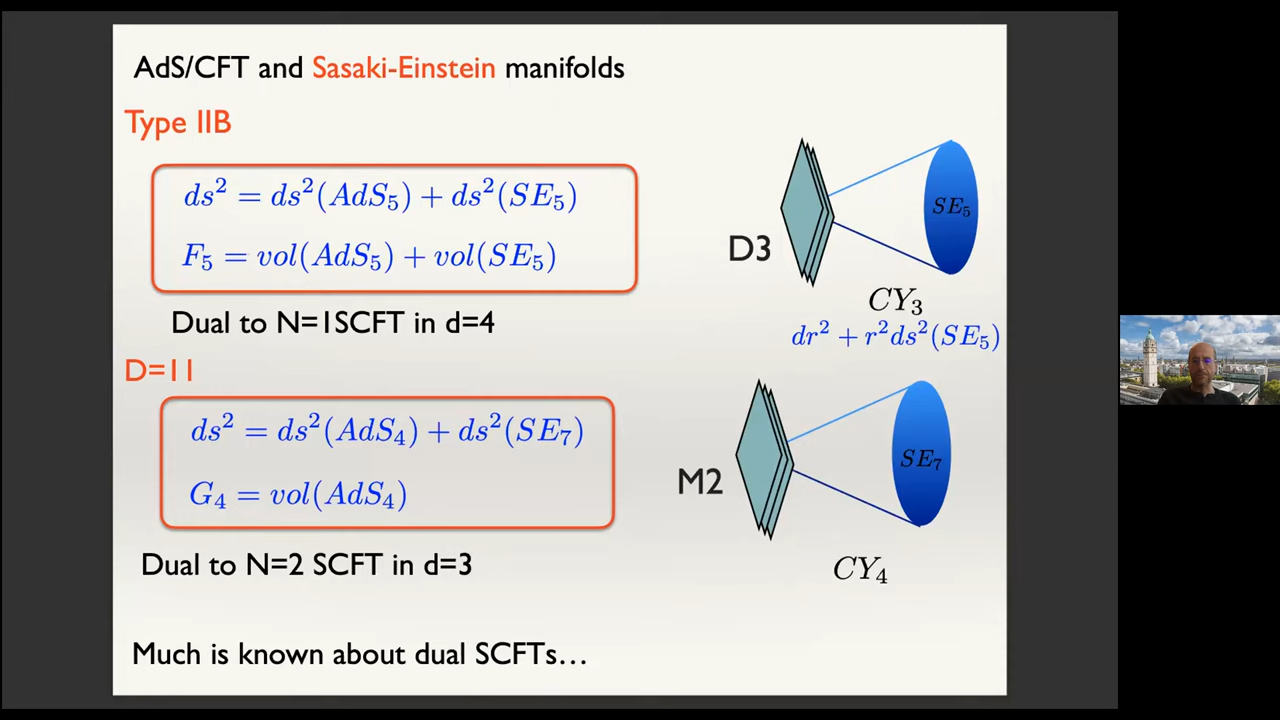 AdS/CFT and Sasaki-Einstein manifolds
Type IIB
ds² = ds²(AdS₅) + ds²(SE₅)
F₅ = vol(AdS₅) + vol(SE₅)
Dual to N=1SCFT in d=4
D3
SE₅
CY₃
dr² + r²ds²(SE₅)
D=11
ds² = ds²(AdS₄) + ds²(SE₇)
G₄ = vol(AdS₄)
Dual to N=2 SCFT in d=3
M2
SE₇
CY₄
Much is known about dual SCFTs…